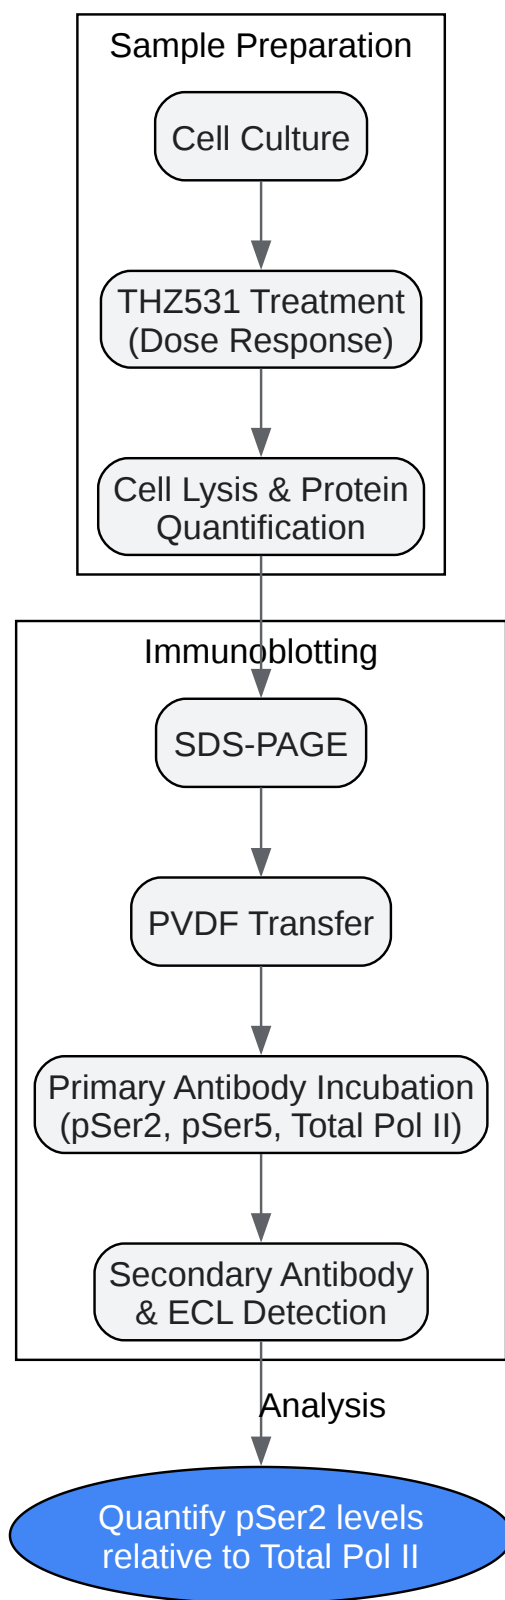 Sample Preparation
Cell Culture
THZ531 Treatment
(Dose Response)
Cell Lysis & Protein
Quantification
Immunoblotting
SDS-PAGE
PVDF Transfer
Primary Antibody Incubation
(pSer2, pSer5, Total Pol II)
Secondary Antibody
& ECL Detection
Analysis
Quantify pSer2 levels
relative to Total Pol II